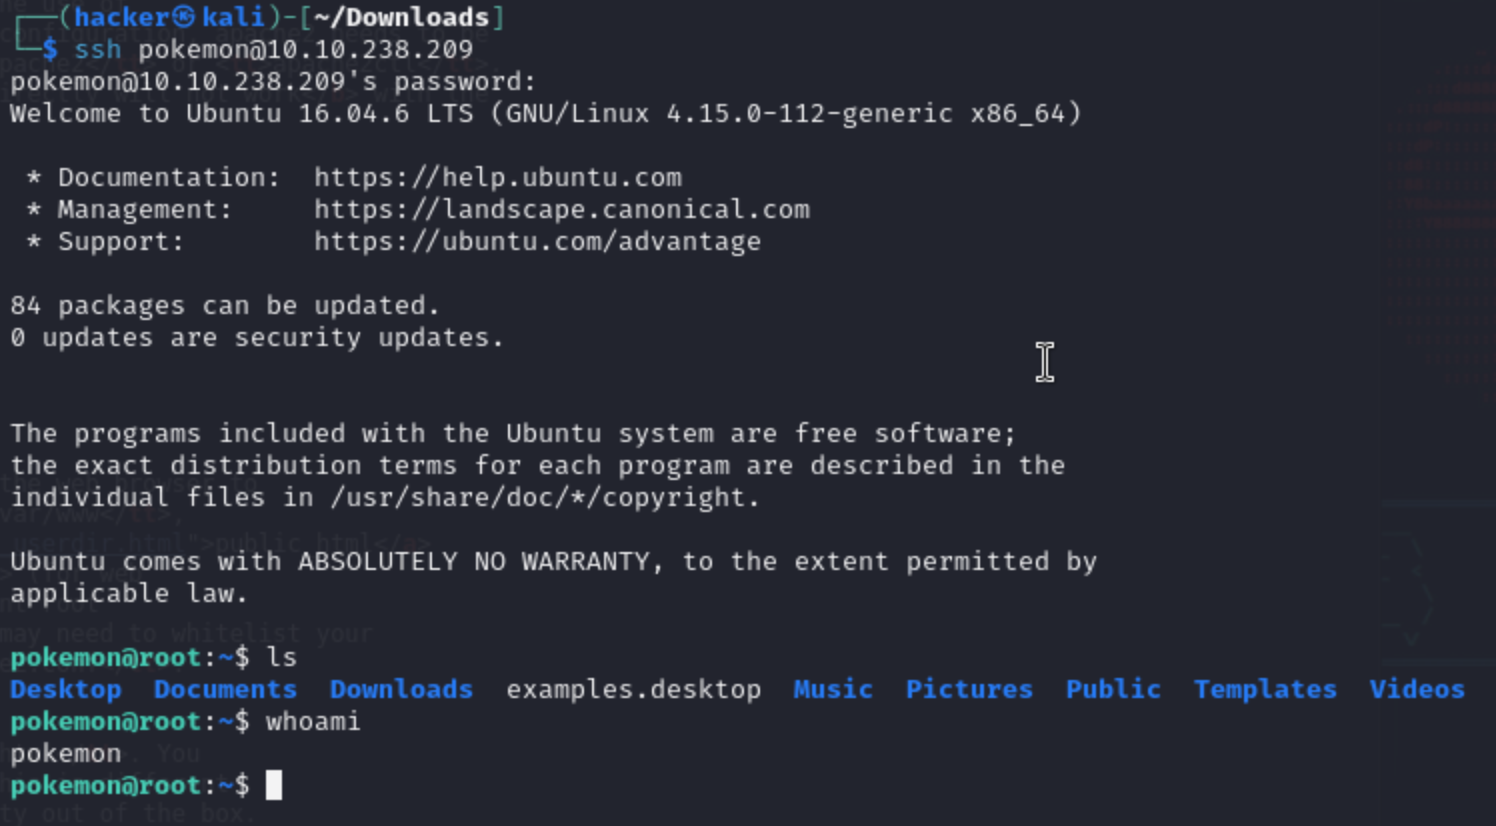 ┌──(hacker㉿kali)-[~/Downloads]
└─$ ssh pokemon@10.10.238.209
pokemon@10.10.238.209's password:
Welcome to Ubuntu 16.04.6 LTS (GNU/Linux 4.15.0-112-generic x86_64)
* Documentation:  https://help.ubuntu.com
* Management:     https://landscape.canonical.com
* Support:        https://ubuntu.com/advantage
84 packages can be updated.
0 updates are security updates.
The programs included with the Ubuntu system are free software;
the exact distribution terms for each program are described in the
individual files in /usr/share/doc/*/copyright.
Ubuntu comes with ABSOLUTELY NO WARRANTY, to the extent permitted by
applicable law.
pokemon@root:~$ ls
Desktop  Documents  Downloads  examples.desktop  Music  Pictures  Public  Templates  Videos
pokemon@root:~$ whoami
pokemon
pokemon@root:~$